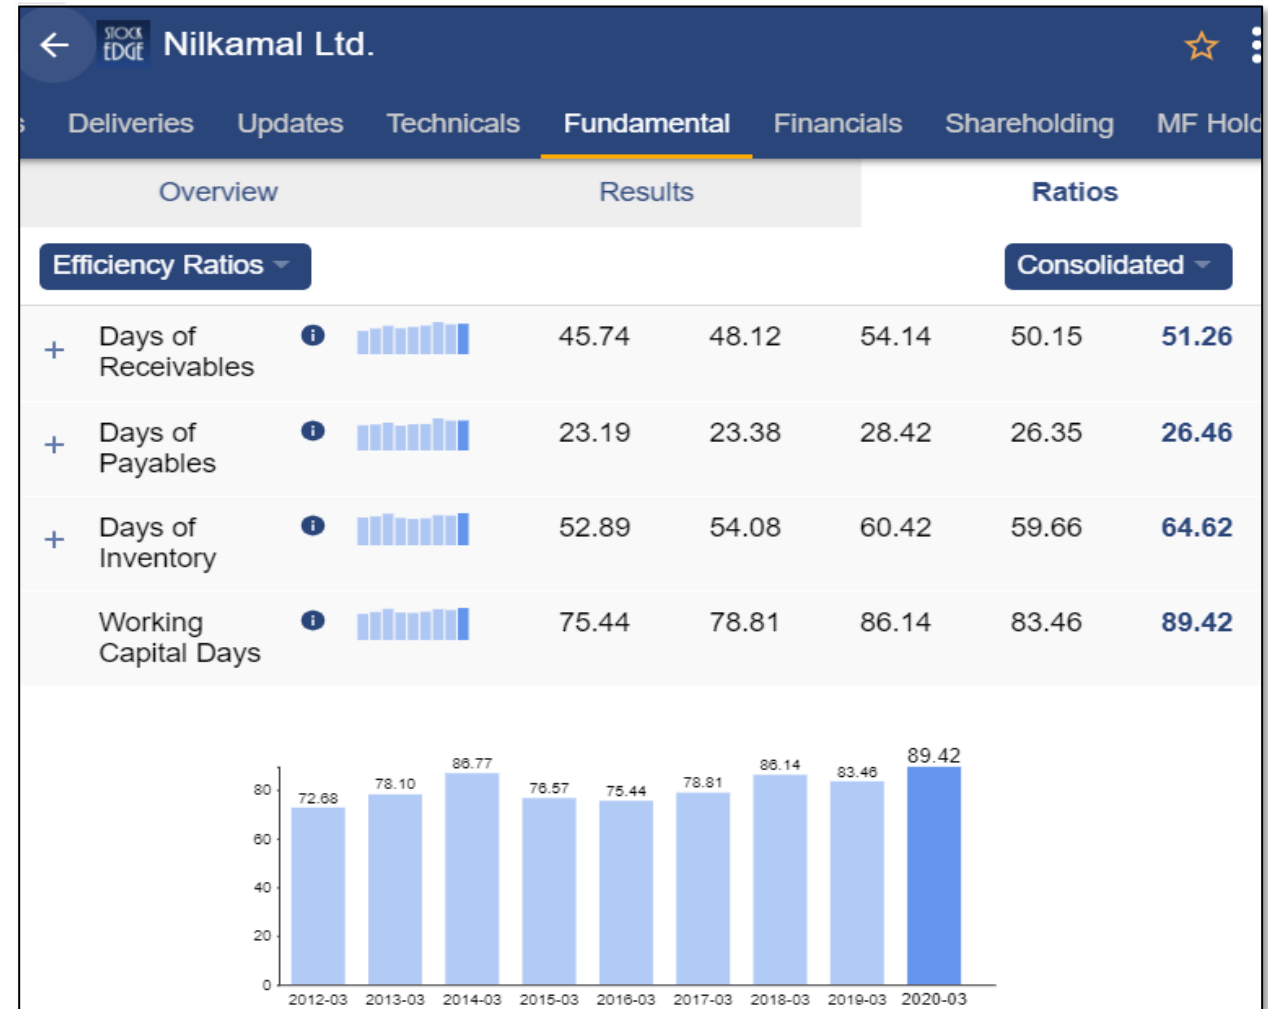 STOCK EDGE Nilkamal Ltd.
s Deliveries Updates Technicals Fundamental Financials Shareholding MF Hold
Overview Results Ratios
Efficiency Ratios Consolidated
+ Days of Receivables i 45.74 48.12 54.14 50.15 51.26
+ Days of Payables i 23.19 23.38 28.42 26.35 26.46
+ Days of Inventory i 52.89 54.08 60.42 59.66 64.62
Working Capital Days i 75.44 78.81 86.14 83.46 89.42
72.68 78.10 86.77 76.57 75.44 78.81 86.14 83.46 89.42
80
60
40
20
0
2012-03 2013-03 2014-03 2015-03 2016-03 2017-03 2018-03 2019-03 2020-03